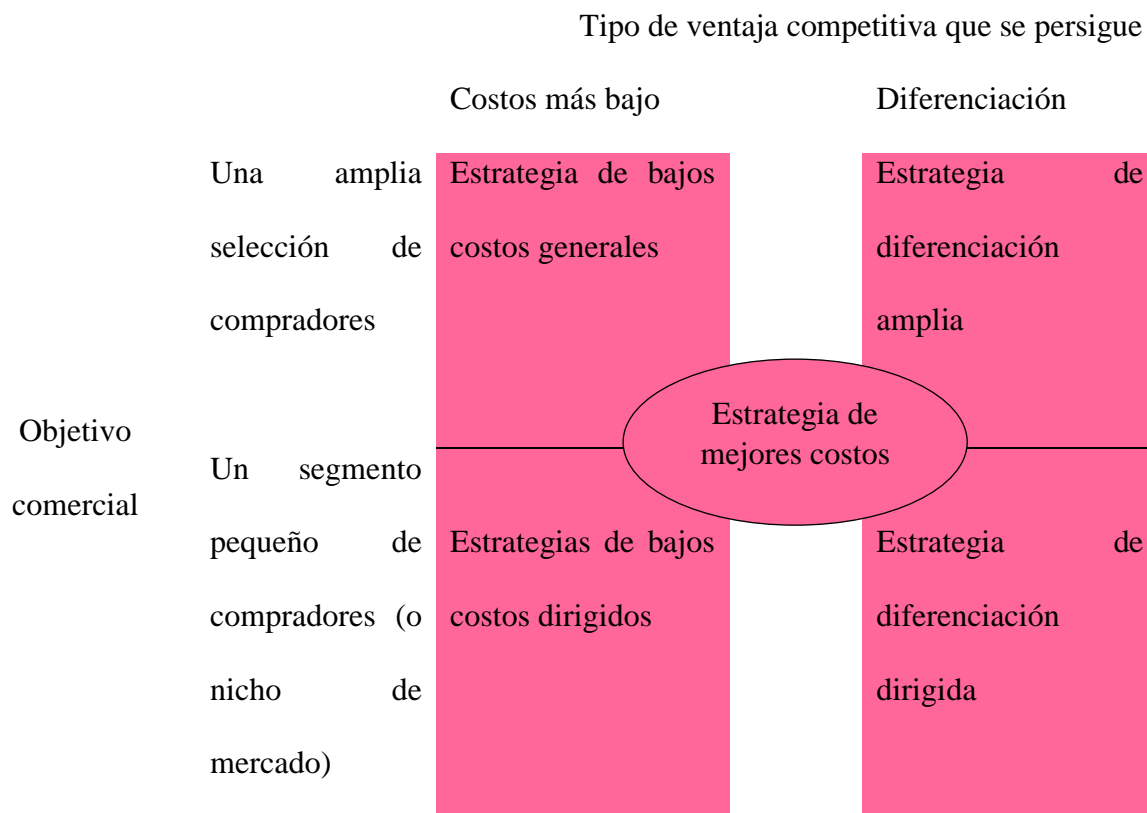 Tipo de ventaja competitiva que se persigue
Costos más bajo
Diferenciación
Una amplia
selección de
compradores
Estrategia de bajos
costos generales
Estrategia de
diferenciación
amplia
Estrategia de
mejores costos
Objetivo
comercial
Un segmento
pequeño de
compradores (o
nicho de
mercado)
Estrategias de bajos
costos dirigidos
Estrategia de
diferenciación
dirigida